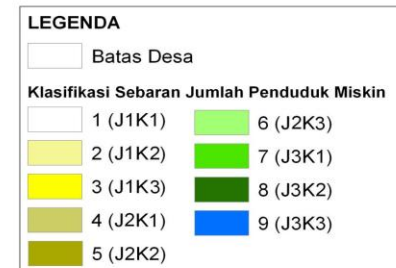 LEGENDA
Batas Desa
Klasifikasi Sebaran Jumlah Penduduk Miskin
1 (J1K1)
2 (J1K2)
3 (J1K3)
4 (J2K1)
5 (J2K2)
6 (J2K3)
7 (J3K1)
8 (J3K2)
9 (J3K3)